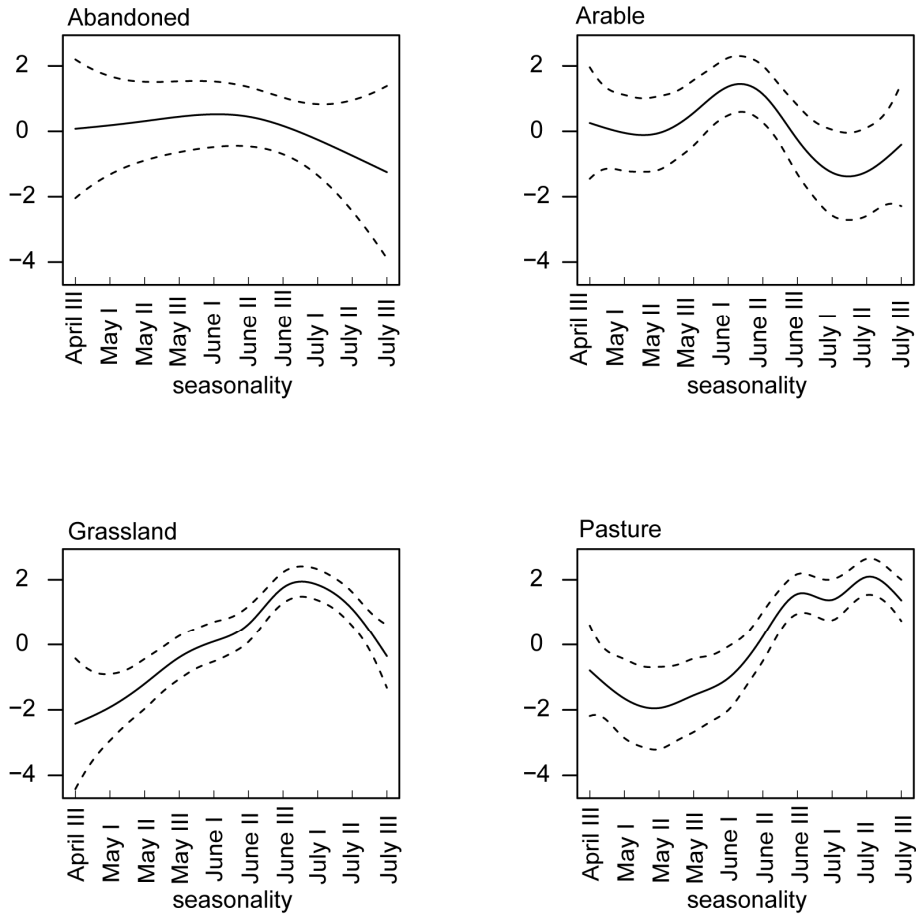 Abandoned
2
0
−2
−4
April III
May I
May II
May III
June I
June II
June III
July I
July II
July III
seasonality
Arable
2
0
−2
−4
April III
May I
May II
May III
June I
June II
June III
July I
July II
July III
seasonality
Grassland
2
0
−2
−4
April III
May I
May II
May III
June I
June II
June III
July I
July II
July III
seasonality
Pasture
2
0
−2
−4
April III
May I
May II
May III
June I
June II
June III
July I
July II
July III
seasonality